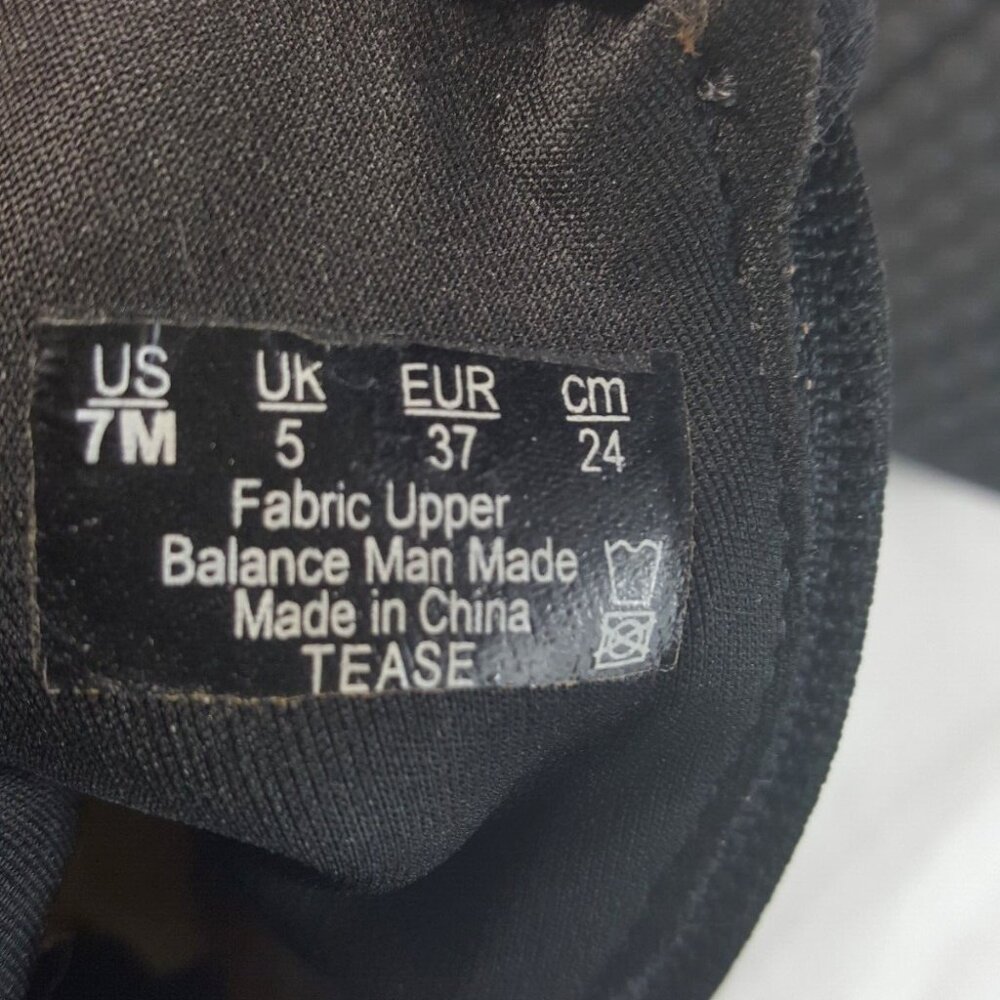 US UK EUR cm
7M 5 37 24
Fabric Upper
Balance Man Made
Made in China
TEASE